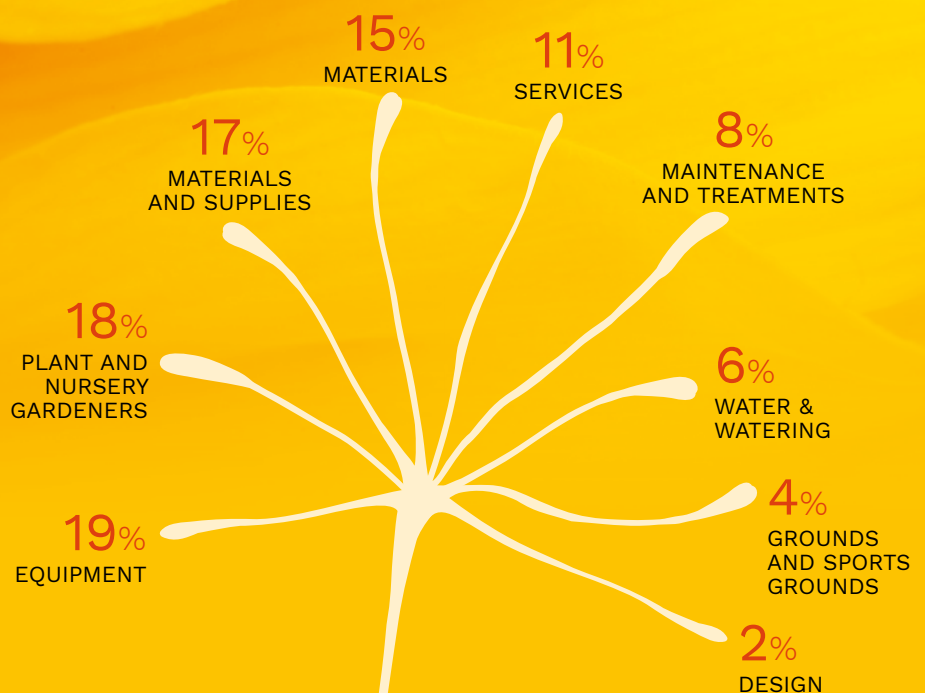 15%
MATERIALS
11%
SERVICES
17%
MATERIALS
AND SUPPLIES
8%
MAINTENANCE
AND TREATMENTS
18%
PLANT AND
NURSERY
GARDENERS
6%
WATER &
WATERING
19%
EQUIPMENT
4%
GROUNDS
AND SPORTS
GROUNDS
2%
DESIGN